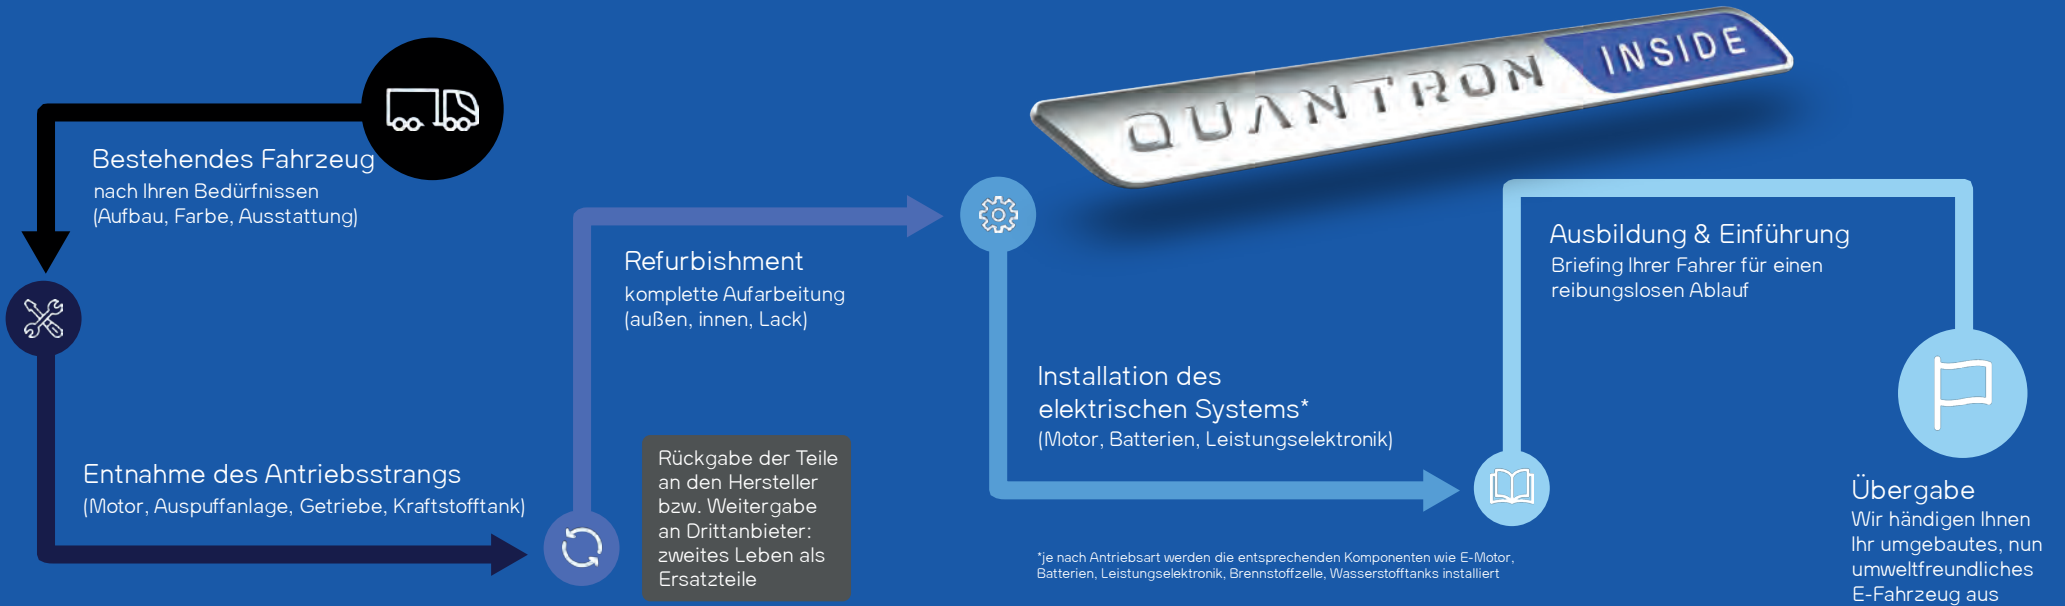 QUANTRON INSIDE
Bestehendes Fahrzeug
nach Ihren Bedürfnissen
(Aufbau, Farbe, Ausstattung)
Entnahme des Antriebsstrangs
(Motor, Auspuffanlage, Getriebe, Kraftstofftank)
Refurbishment
komplette Aufarbeitung
(außen, innen, Lack)
Rückgabe der Teile
an den Hersteller
bzw. Weitergabe
an Drittanbieter:
zweites Leben als
Ersatzteile
Installation des
elektrischen Systems*
(Motor, Batterien, Leistungselektronik)
*je nach Antriebsart werden die entsprechenden Komponenten wie E-Motor,
Batterien, Leistungselektronik, Brennstoffzelle, Wasserstofftanks installiert
Ausbildung & Einführung
Briefing Ihrer Fahrer für einen
reibungslosen Ablauf
Übergabe
Wir händigen Ihnen
Ihr umgebautes, nun
umweltfreundliches
E-Fahrzeug aus